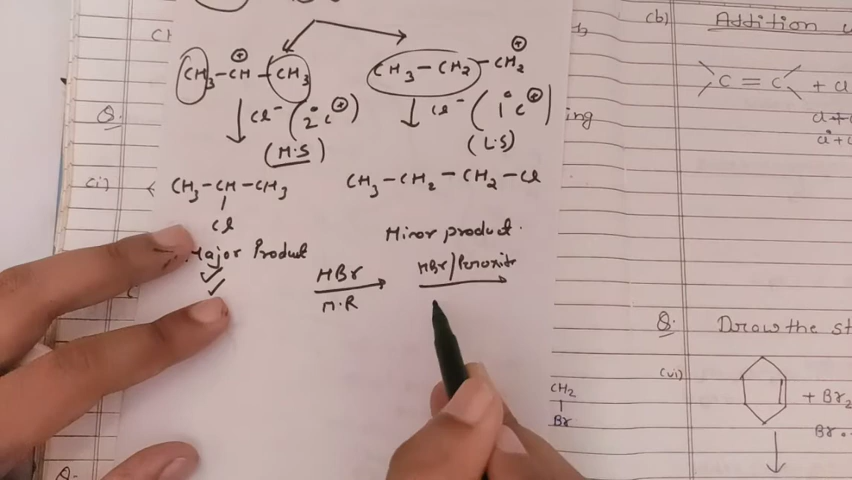 CH3-CH-CH3
⊕
CH3-CH2-CH2
⊕
Cl⁻ (2° C⊕)
(M.S)
Cl⁻ (1° C⊕)
(L.S)
CH3-CH-CH3
Cl
CH3-CH2-CH2-Cl
Major Product
Minor product.
HBr
M.R
HBr/Peroxide
Q.
(i)
ing
CH2
Br
(b) Addition
C=C + Cl
Q. Draw the st
(vi)
+ Br2
Br